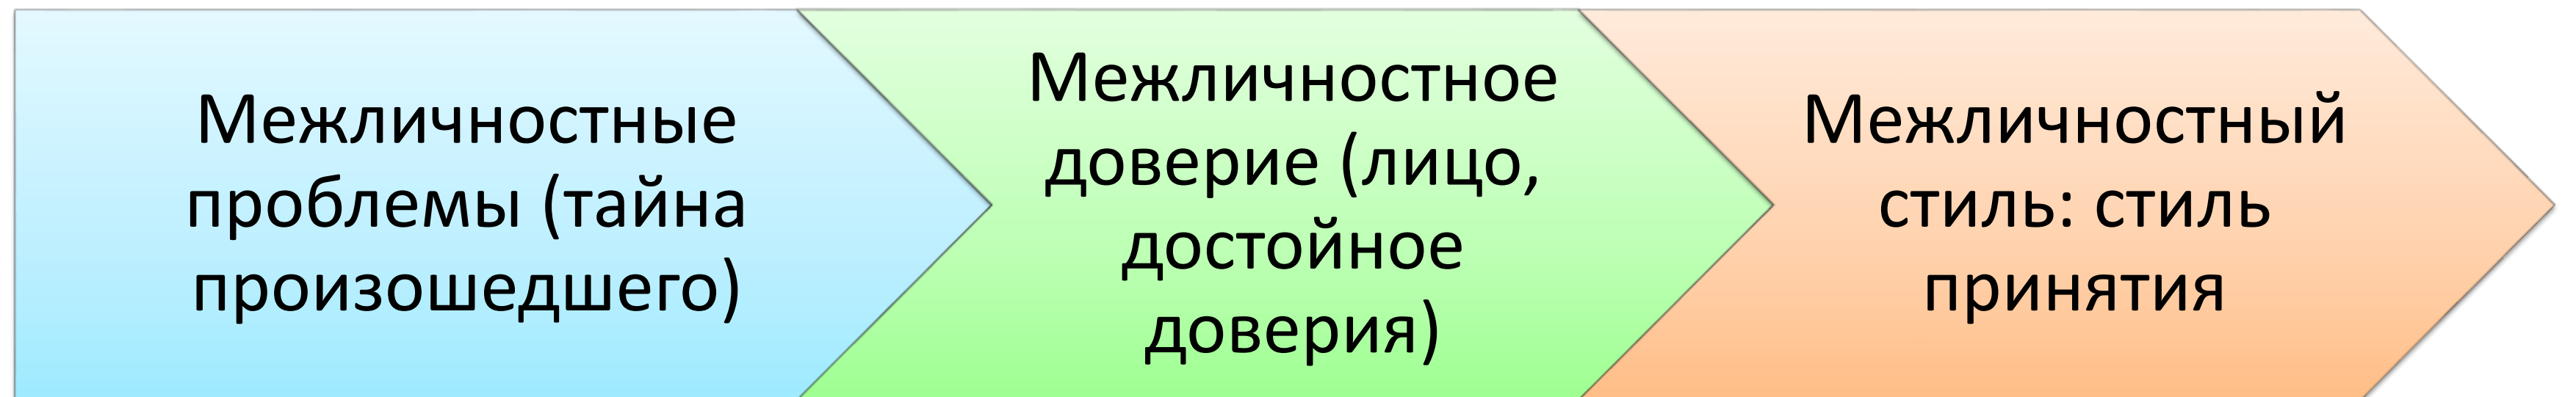 Межличностные
проблемы (тайна
произошедшего)
Межличностное
доверие (лицо,
достойное
доверия)
Межличностный
стиль: стиль
принятия